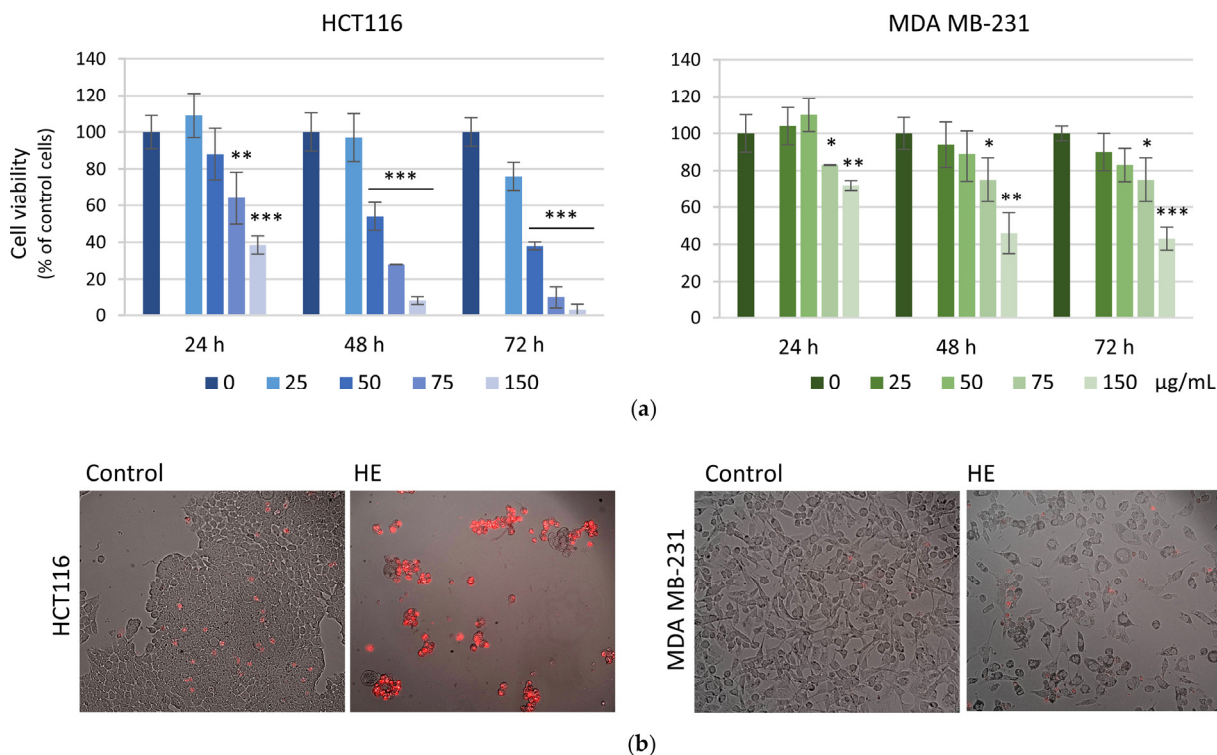 HCT116
MDA MB-231
Cell viability
(% of control cells)
140
120
100
80
60
40
20
0
**
***
***
***
24 h
48 h
72 h
0
25
50
75
150
140
120
100
80
60
40
20
0
*
**
*
**
*
***
24 h
48 h
72 h
0
25
50
75
150
µg/mL
(a)
Control
HE
Control
HE
HCT116
MDA MB-231
(b)